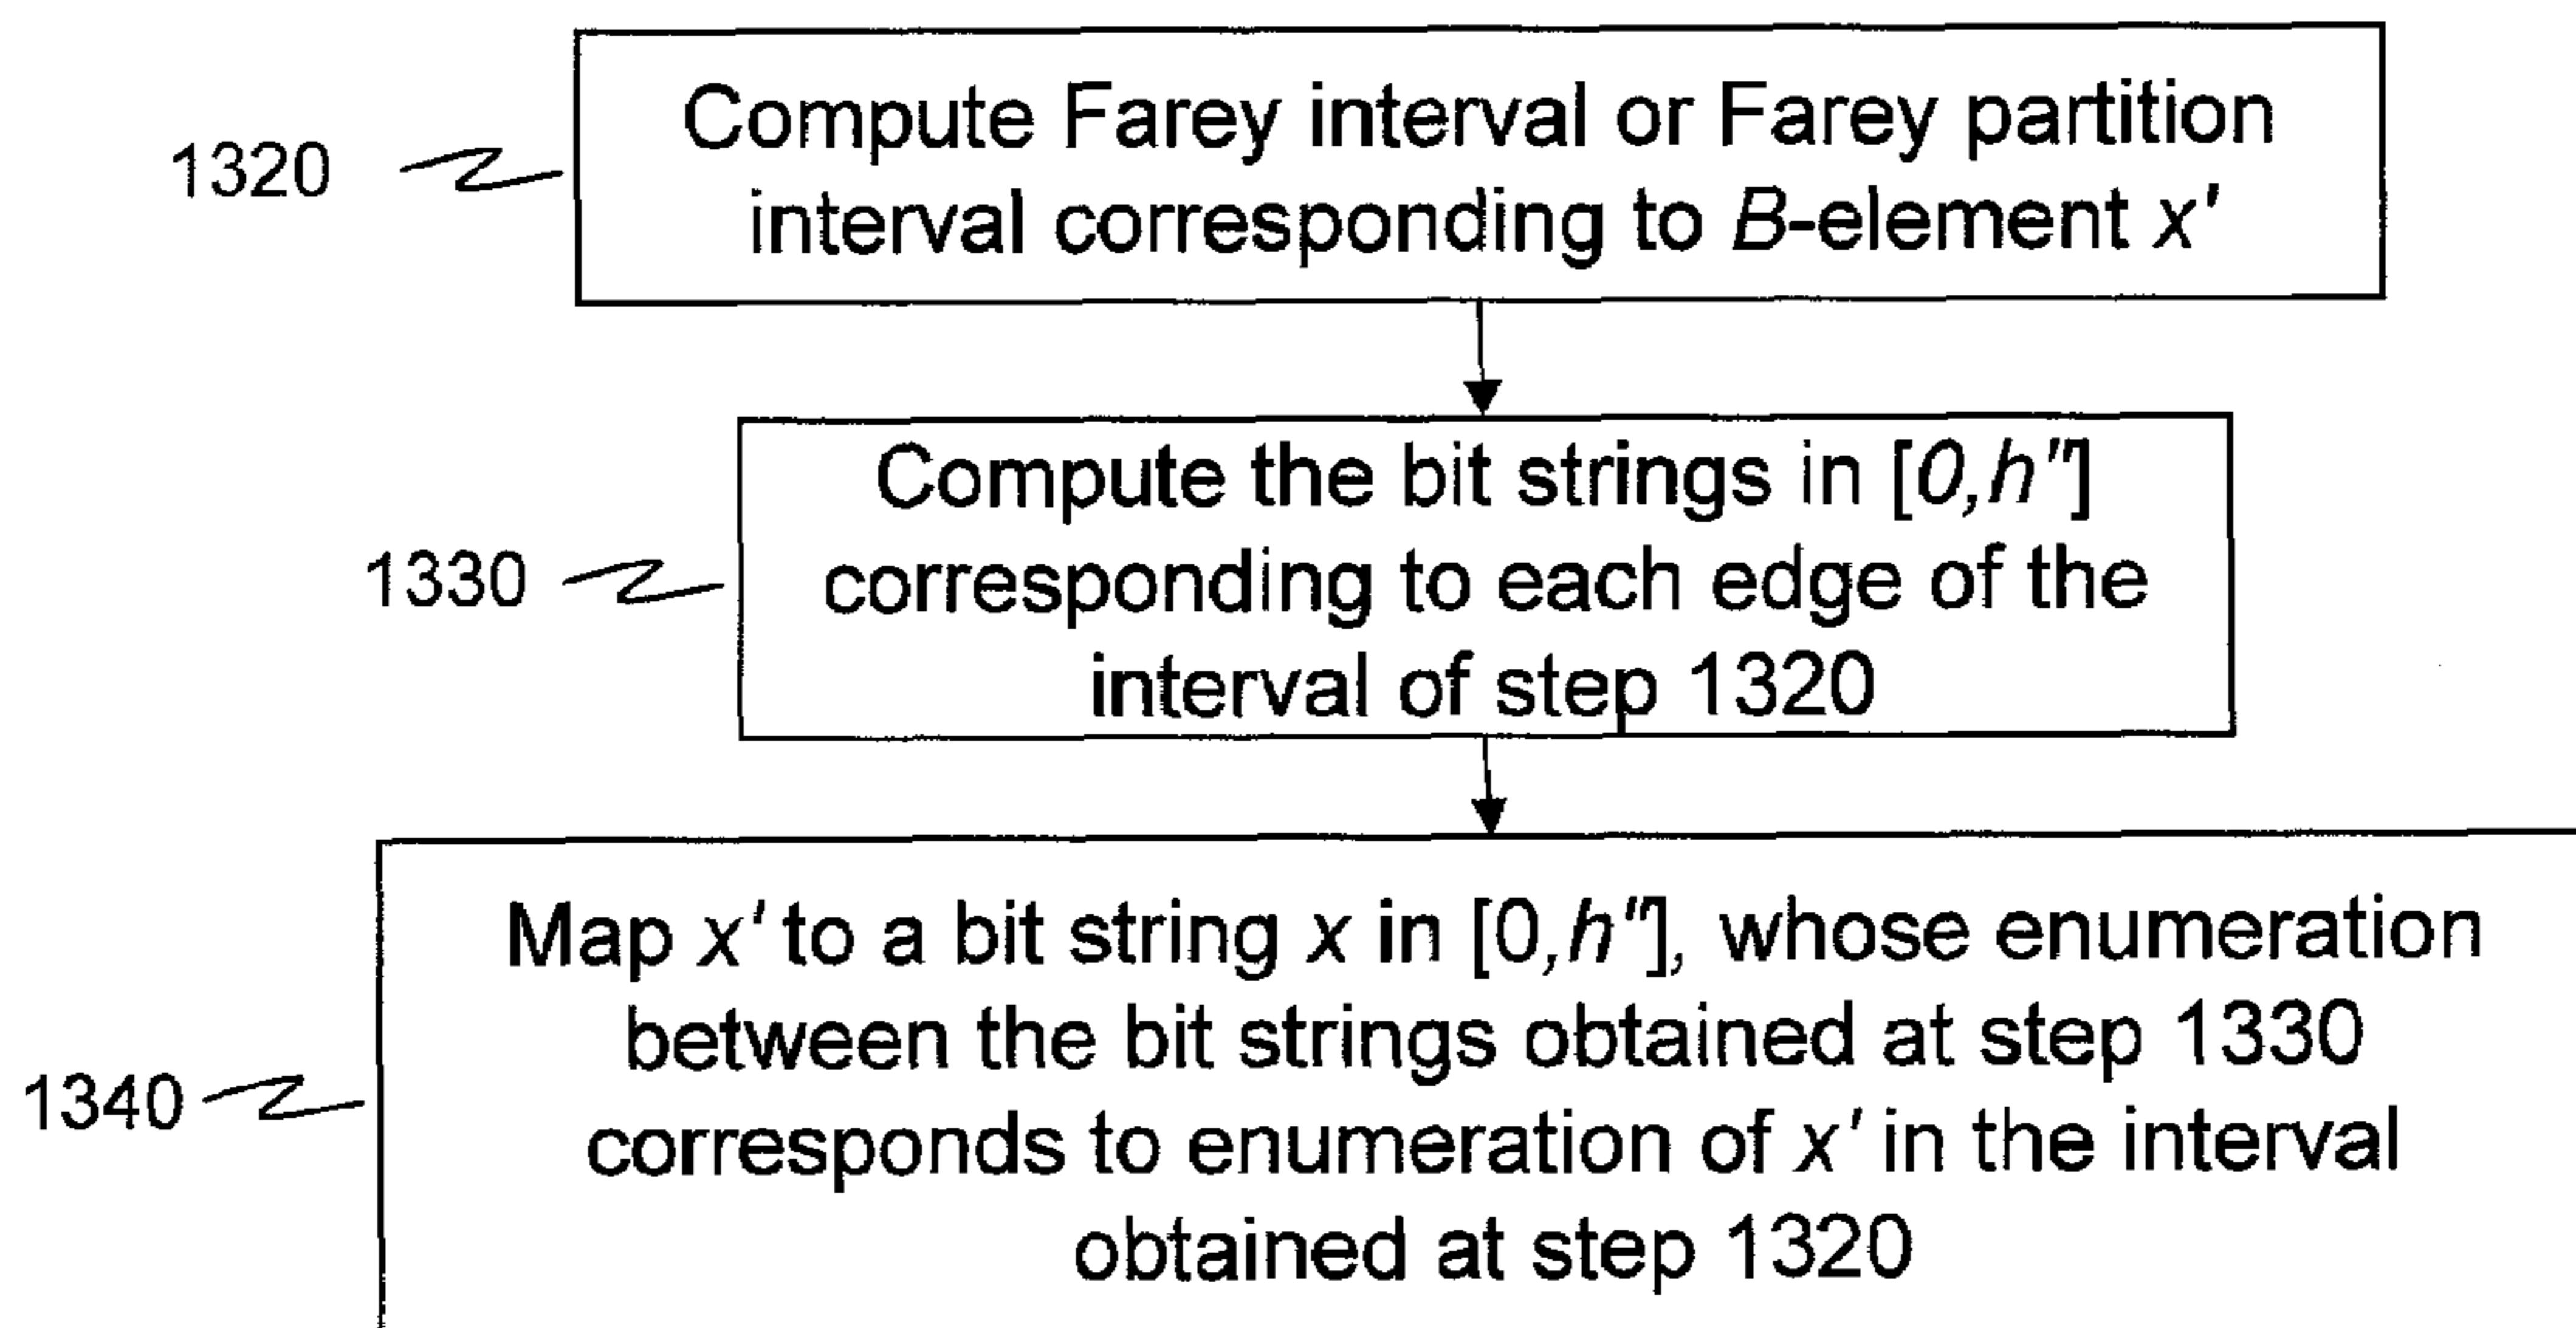 Compute Farey interval or Farey partition
1320
interval corresponding to B-element x'
Compute the bit strings in [0,h"]
1330
corresponding to each edge of the
interval of step 1320
Map x' to a bit string x in [0,h"], whose enumeration
between the bit strings obtained at step 1330
1340
corresponds to enumeration of x' in the interval
obtained at step 1320